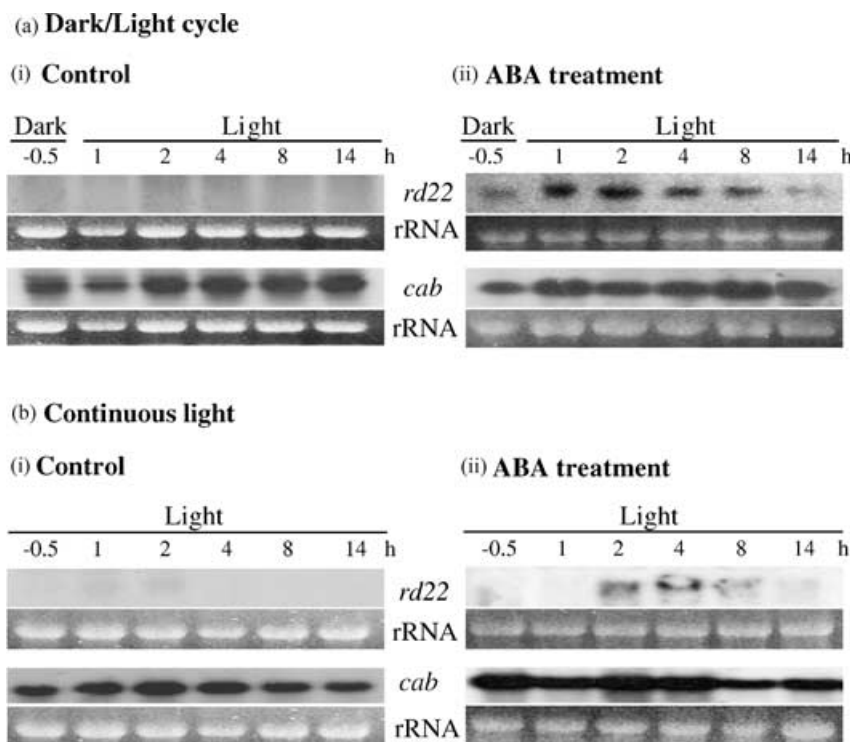 (a) Dark/Light cycle
(i) Control
(ii) ABA treatment
Dark Light
-0.5 1 2 4 8 14 h
Dark Light
-0.5 1 2 4 8 14
rd22
rRNA
cab
rRNA
(b) Continuous light
(i) Control
(ii) ABA treatment
Light
-0.5 1 2 4 8 14 h
Light
-0.5 1 2 4 8 14
rd22
rRNA
cab
rRNA